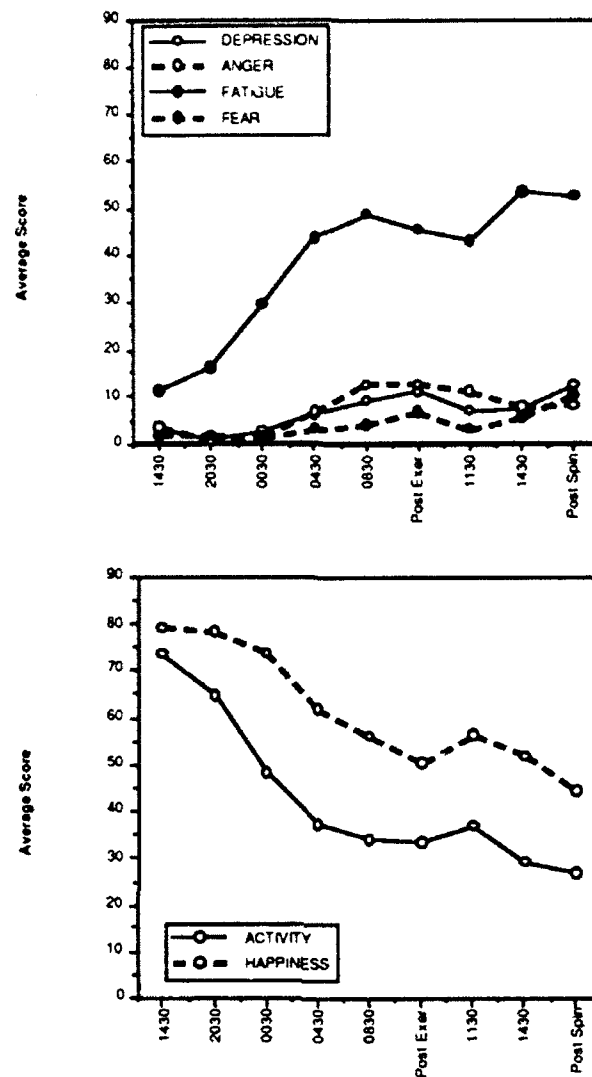 Average Score
90
80
70
60
50
40
30
20
10
0
DEPRESSION
ANGER
FATIGUE
FEAR
1430
2030
0030
0430
0830
Post Exer
1130
1430
Post Spin
Average Score
90
80
70
60
50
40
30
20
10
0
ACTIVITY
HAPPINESS
1430
2030
0030
0430
0830
Post Exer
1130
1430
Post Spin